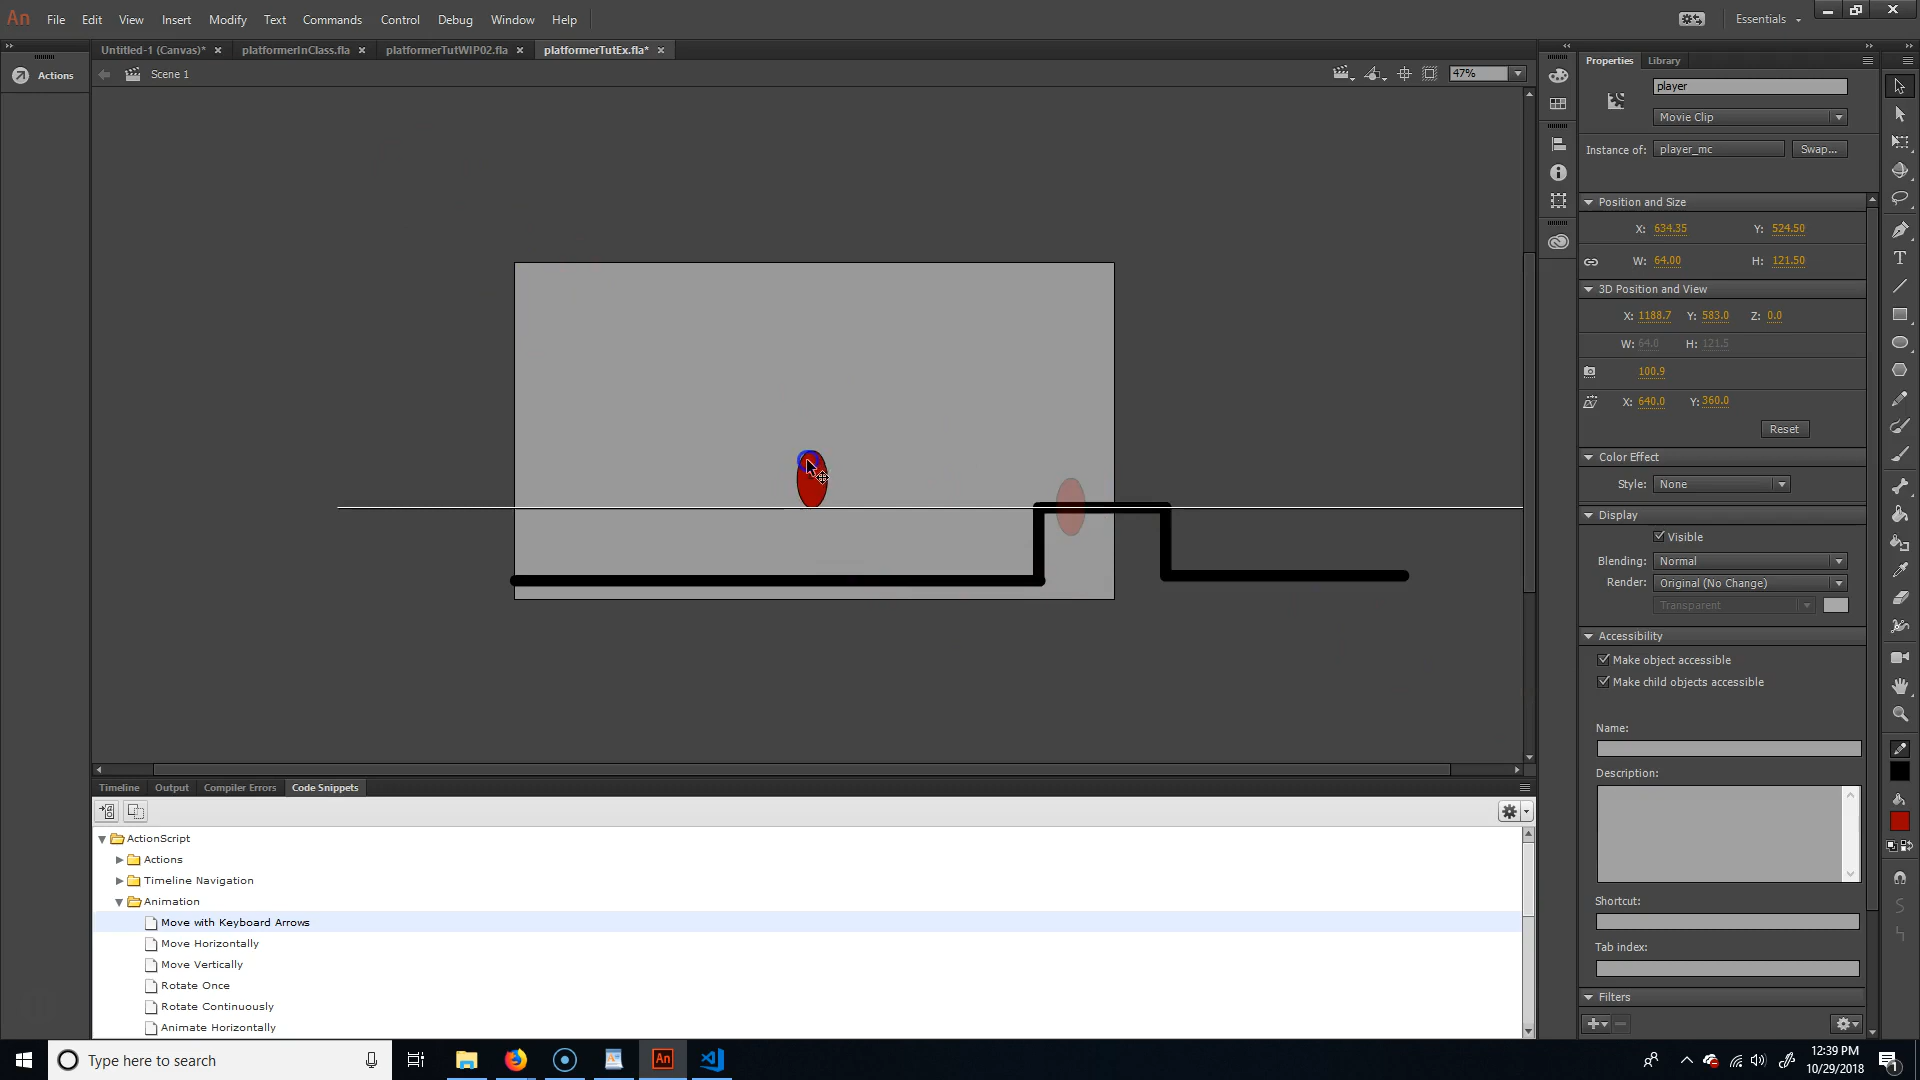 An File Edit View Insert Modify Text Commands Control Debug Window Help Essentials
Untitled-1 (Canvas)* platformerInClass.fla platformerTutWIP02.fla platformerTutEx.fla*
Actions
Scene 1
47%
Properties Library
player
Movie Clip
Instance of: player_mc Swap...
Position and Size
X: 634.35 Y: 524.50
W: 64.00 H: 121.50
3D Position and View
X: 1188.7 Y: 583.0 Z: 0.0
W: 64.0 H: 121.5
100.9
X: 640.0 Y: 360.0
Reset
Color Effect
Style: None
Display
Visible
Blending: Normal
Render: Original (No Change)
Transparent
Accessibility
Make object accessible
Make child objects accessible
Name:
Description:
Shortcut:
Tab index:
Filters
Timeline Output Compiler Errors Code Snippets
ActionScript
Actions
Timeline Navigation
Animation
Move with Keyboard Arrows
Move Horizontally
Move Vertically
Rotate Once
Rotate Continuously
Animate Horizontally
Type here to search
An
12:39 PM
10/29/2018
1